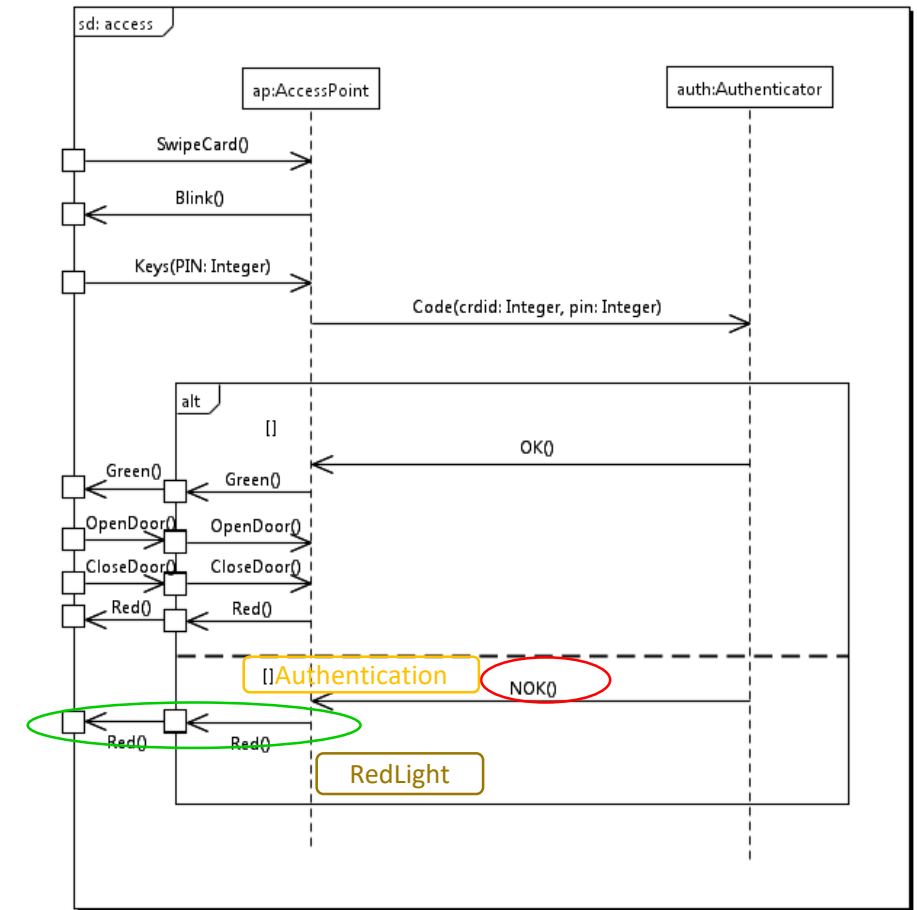 sd: access
ap:AccessPoint
auth:Authenticator
SwipeCard()
Blink()
Keys(PIN: Integer)
Code(crdid: Integer, pin: Integer)
alt
[]
OK()
Green()
Green()
OpenDoor()
OpenDoor()
CloseDoor()
CloseDoor()
Red()
Red()
[]Authentication
NOK()
Red()
Red()
RedLight